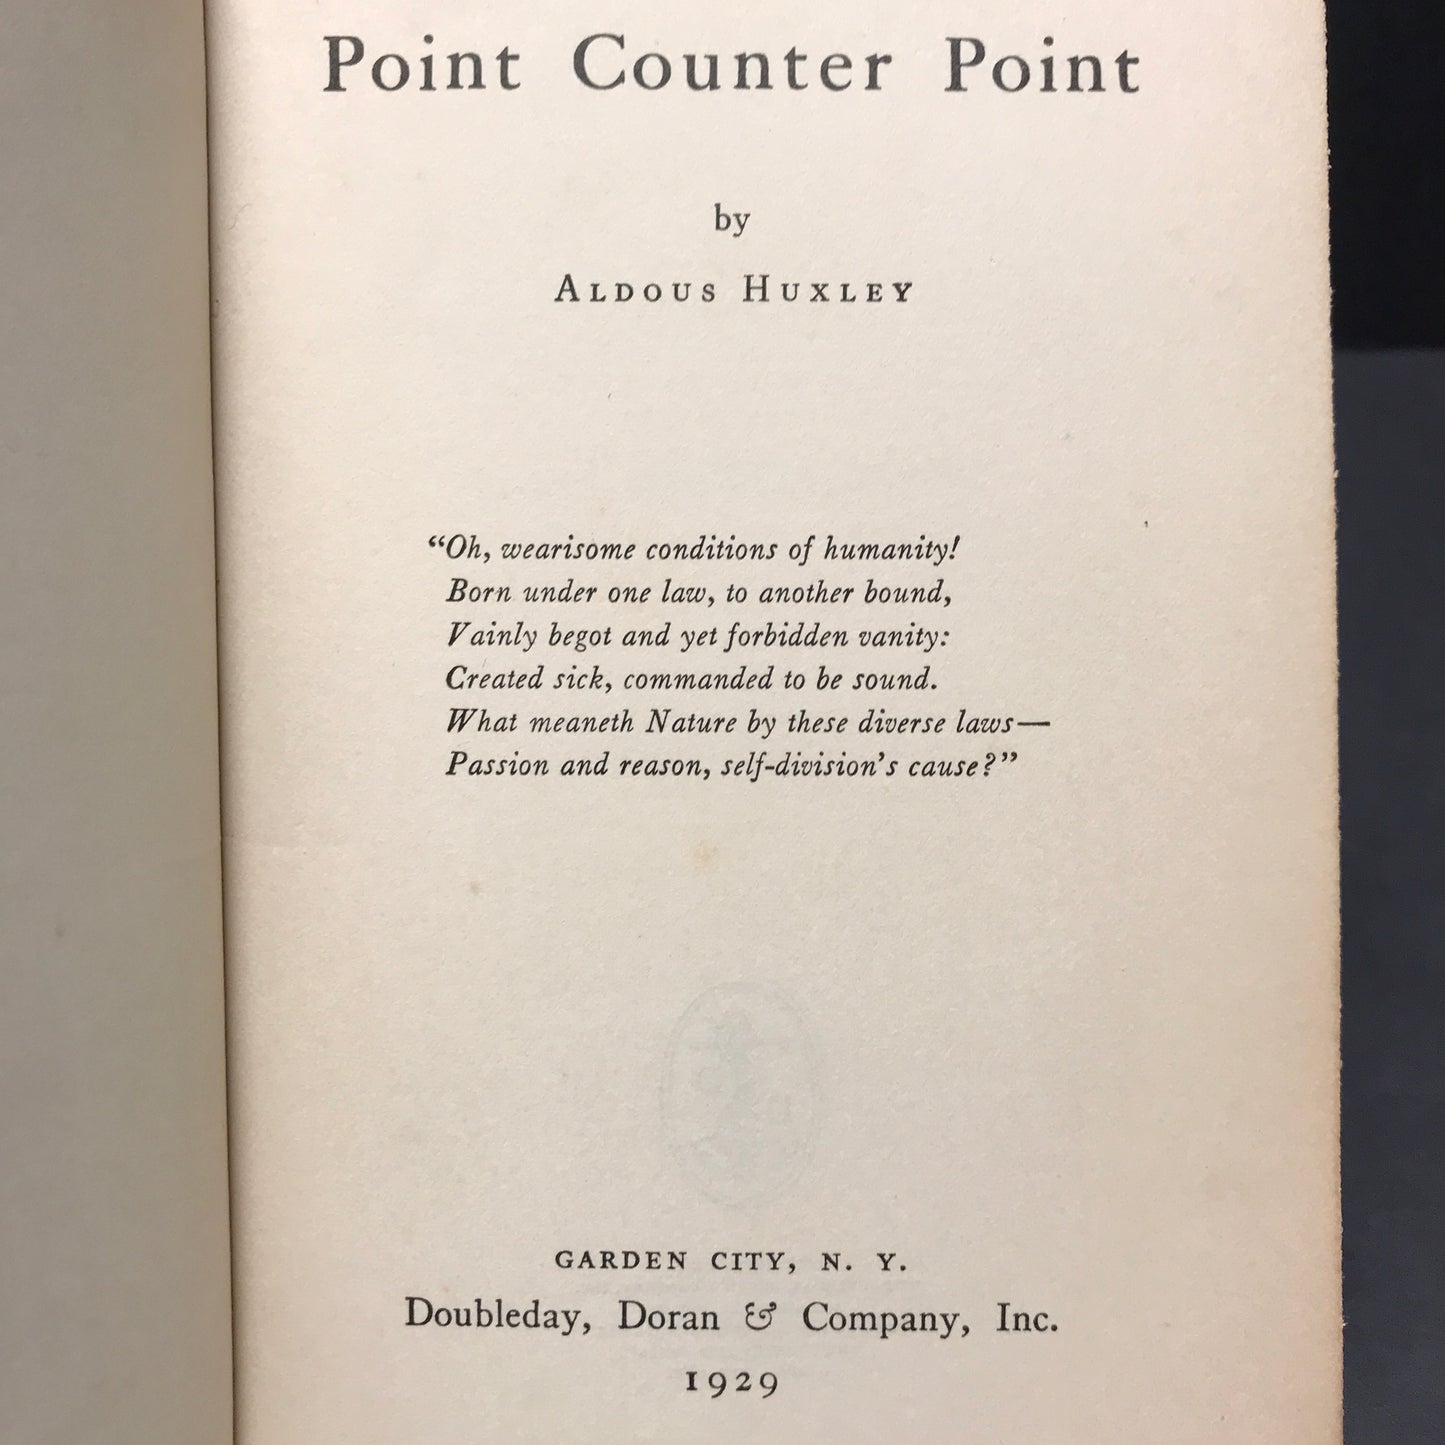 Point Counter Point
by
ALDOUS HUXLEY
“Oh, wearisome conditions of humanity!
Born under one law, to another bound,
Vainly begot and yet forbidden vanity:
Created sick, commanded to be sound.
What meaneth Nature by these diverse laws—
Passion and reason, self-division’s cause?”
GARDEN CITY, N. Y.
Doubleday, Doran & Company, Inc.
1929